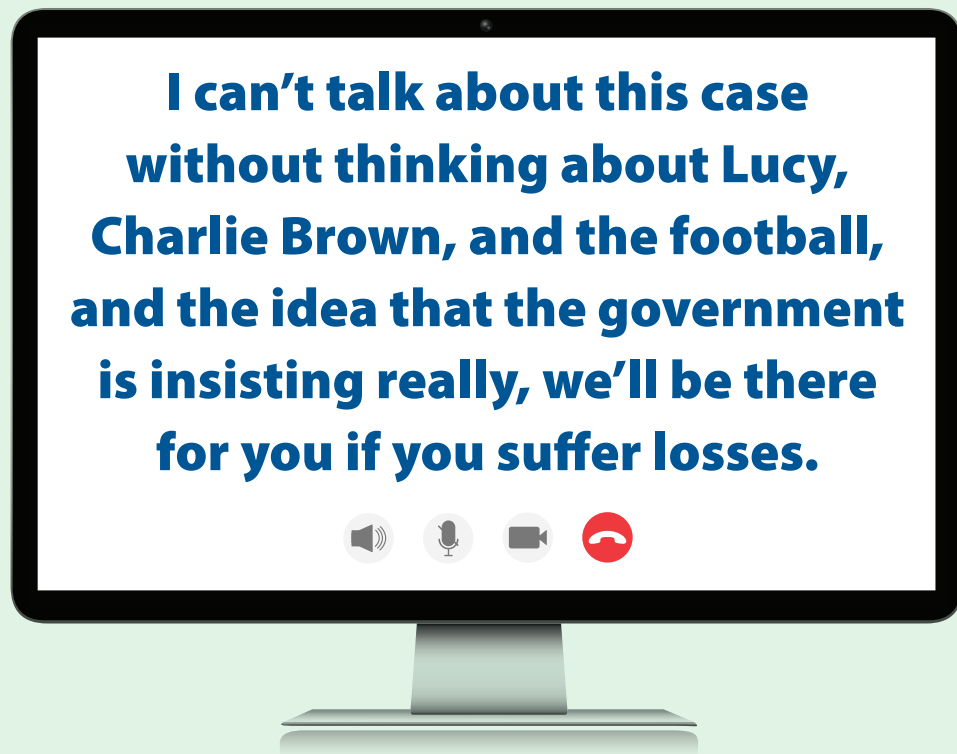 I can’t talk about this case
without thinking about Lucy,
Charlie Brown, and the football,
and the idea that the government
is insisting really, we’ll be there
for you if you suffer losses.